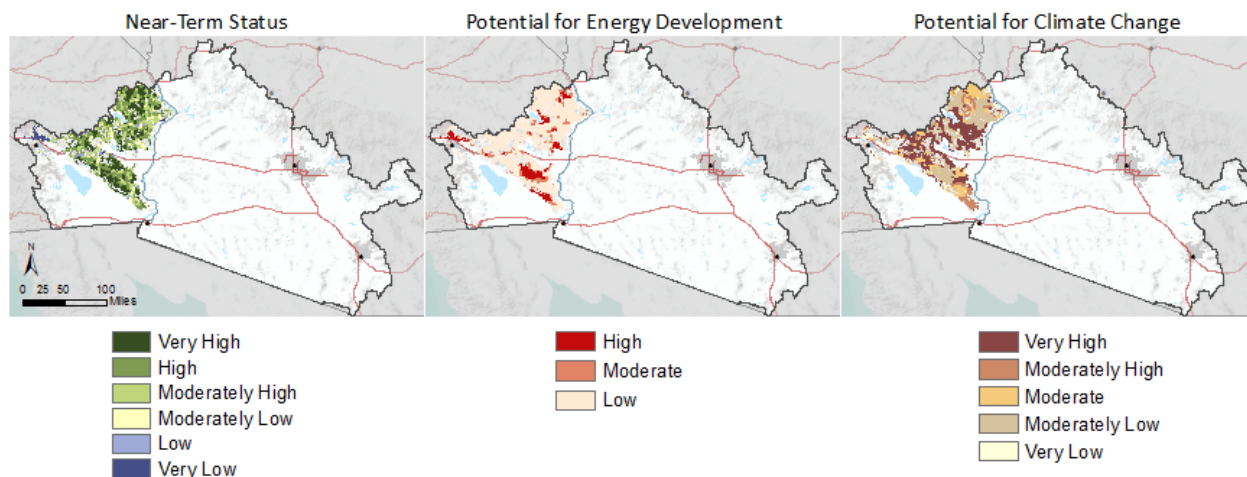 Near-Term Status
Potential for Energy Development
Potential for Climate Change
N
0 25 50 100
Miles
Very High
High
Moderately High
Moderately Low
Low
Very Low
High
Moderate
Low
Very High
Moderately High
Moderate
Moderately Low
Very Low